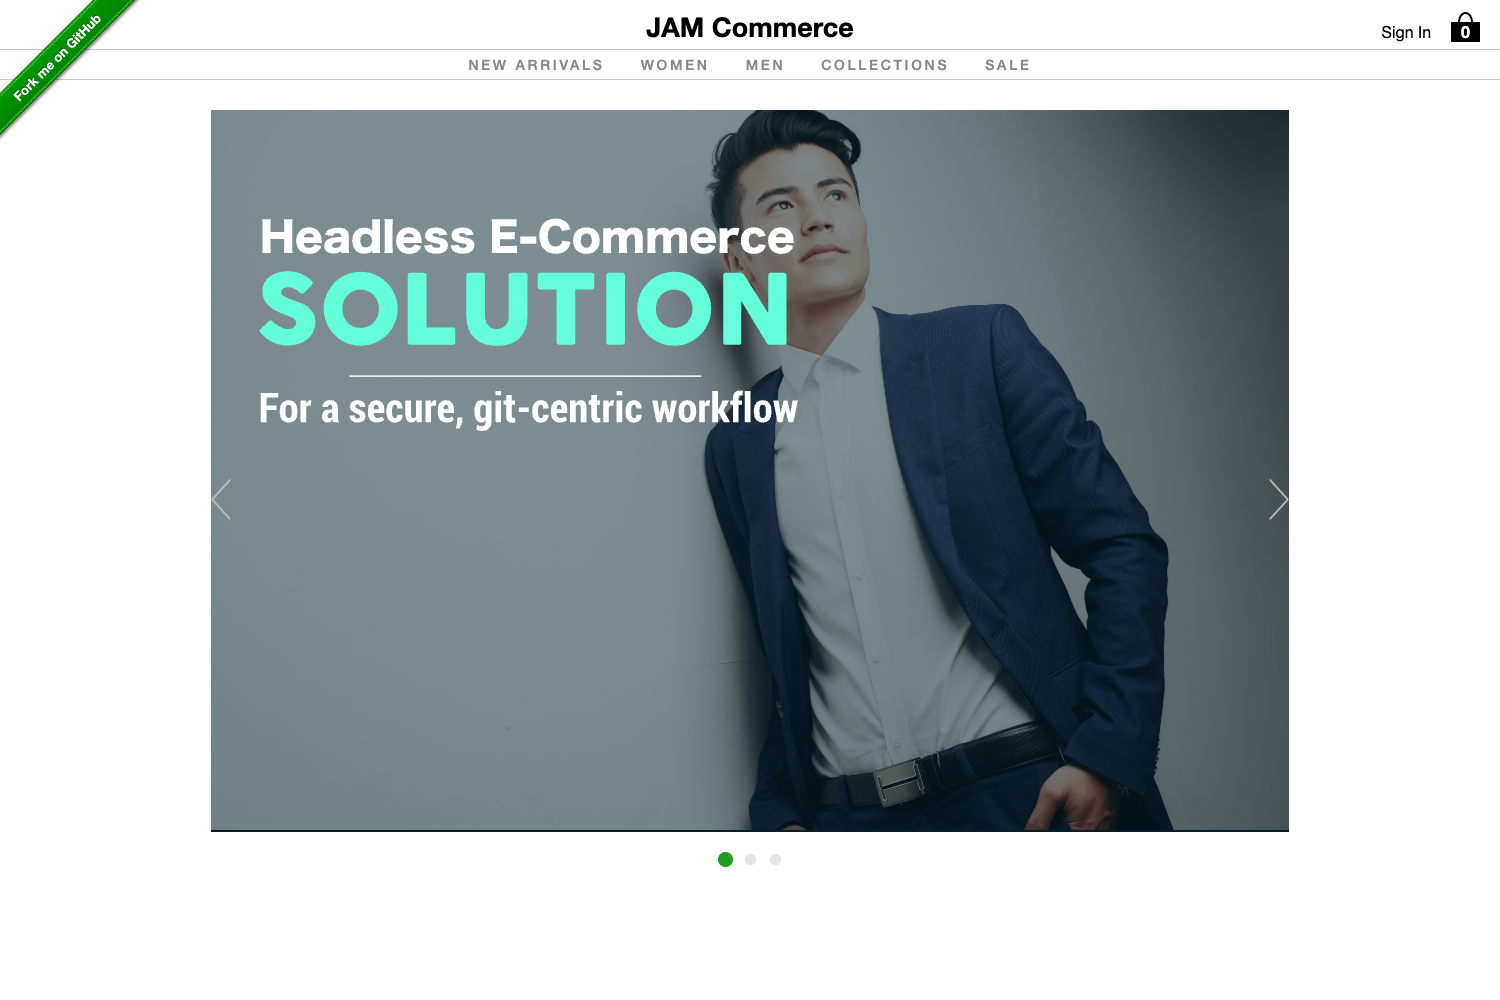 Fork me on GitHub
JAM Commerce
Sign In
0
NEW ARRIVALS WOMEN MEN COLLECTIONS SALE
Headless E-Commerce
SOLUTION
For a secure, git-centric workflow